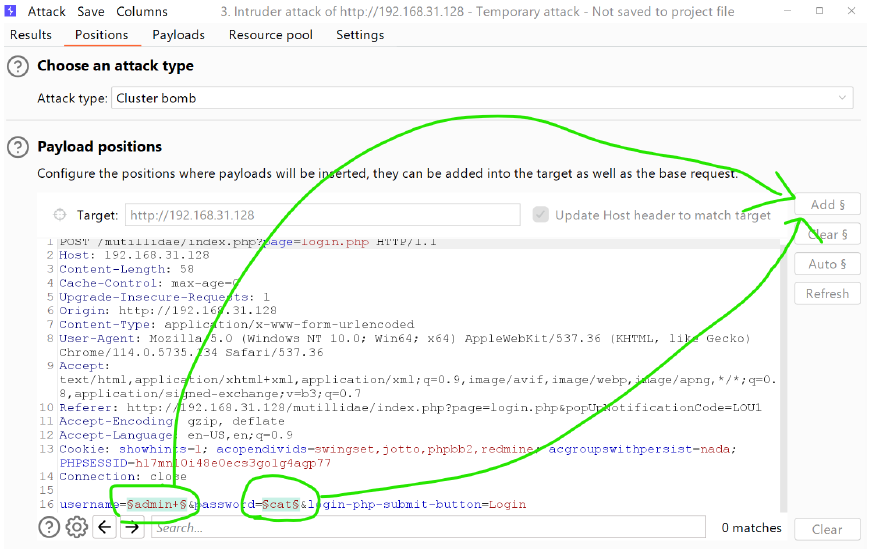 Attack Save Columns 3. Intruder attack of http://192.168.31.128 - Temporary attack - Not saved to project file
Results Positions Payloads Resource pool Settings
Choose an attack type
Attack type: Cluster bomb
Payload positions
Configure the positions where payloads will be inserted, they can be added into the target as well as the base request.
Add §
Target: http://192.168.31.128 Update Host header to match target
Clear §
1 POST /mutillidae/index.php?page=login.php HTTP/1.1
2 Host: 192.168.31.128
3 Content-Length: 58
Auto §
4 Cache-Control: max-age=0
5 Upgrade-Insecure-Requests: 1
Refresh
6 Origin: http://192.168.31.128
7 Content-Type: application/x-www-form-urlencoded
8 User-Agent: Mozilla/5.0 (Windows NT 10.0; Win64; x64) AppleWebKit/537.36 (KHTML, like Gecko)
Chrome/114.0.5735.134 Safari/537.36
9 Accept:
text/html,application/xhtml+xml,application/xml;q=0.9,image/avif,image/webp,image/apng,*/*;q=0.
8,application/signed-exchange;v=b3;q=0.7
10 Referer: http://192.168.31.128/mutillidae/index.php?page=login.php&popUpNotificationCode=LOU1
11 Accept-Encoding: gzip, deflate
12 Accept-Language: en-US,en;q=0.9
13 Cookie: showhints=1; acopendivids=swingset,jotto,phpbb2,redmine; acgroupswithpersist=nada;
14 Connection: close
15
16 username=§admin+§&password=§cat§&login-php-submit-button=Login
Search... 0 matches Clear